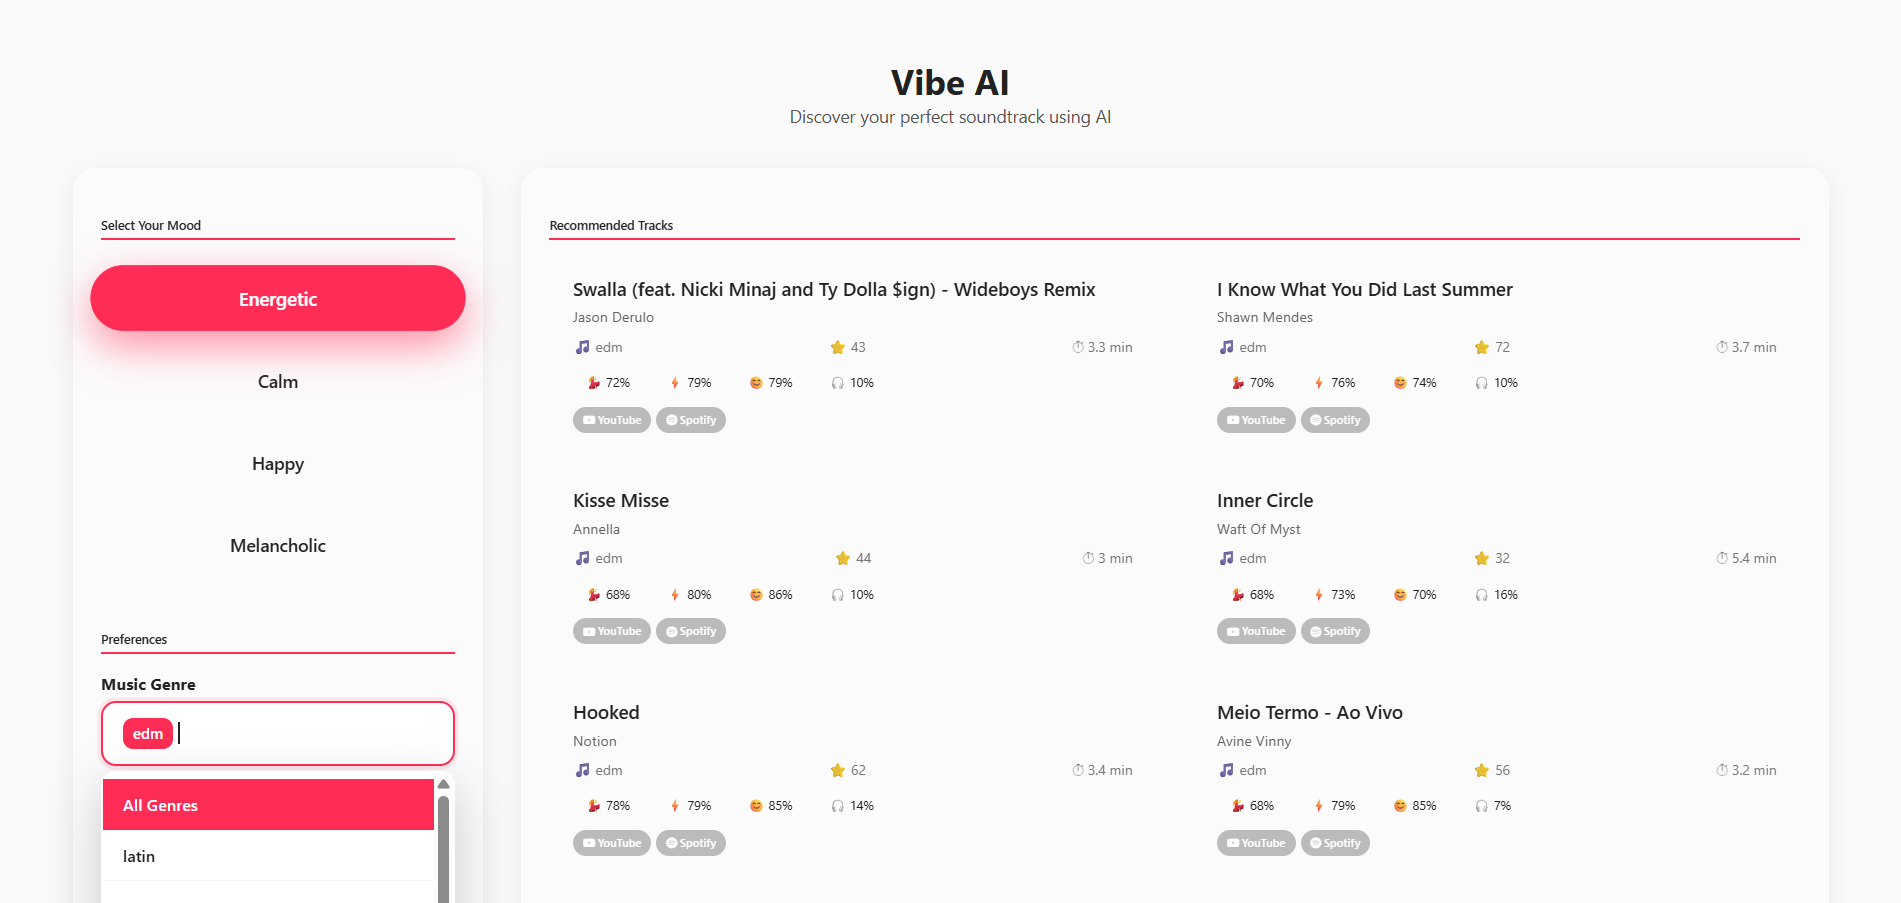 Vibe AI
Discover your perfect soundtrack using AI
Select Your Mood
Energetic
Calm
Happy
Melancholic
Preferences
Music Genre
edm
All Genres
latin
Recommended Tracks
Swalla (feat. Nicki Minaj and Ty Dolla $ign) - Wideboys Remix
Jason Derulo
edm 43 3.3 min
72% 79% 79% 10%
YouTube Spotify
I Know What You Did Last Summer
Shawn Mendes
edm 72 3.7 min
70% 76% 74% 10%
YouTube Spotify
Kisse Misse
Annella
edm 44 3 min
68% 80% 86% 10%
YouTube Spotify
Inner Circle
Waft Of Myst
edm 32 5.4 min
68% 73% 70% 16%
YouTube Spotify
Hooked
Notion
edm 62 3.4 min
78% 79% 85% 14%
YouTube Spotify
Meio Termo - Ao Vivo
Avine Vinny
edm 56 3.2 min
68% 79% 85% 7%
YouTube Spotify